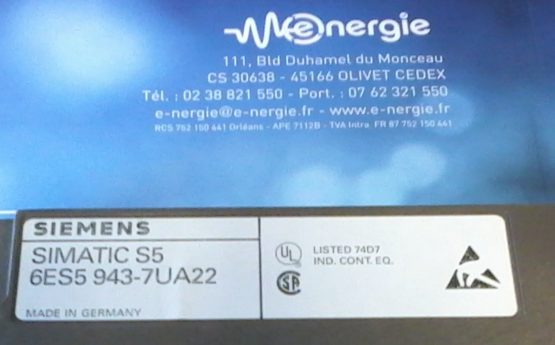 e-nergie
111, Bld Duhamel du Monceau
CS 30638 - 45166 OLIVET CEDEX
Tél. : 02 38 821 550 - Port. : 07 62 321 550
e-nergie@e-nergie.fr - www.e-nergie.fr
RCS 752 150 441 Orléans - APE 7112B - TVA Intra FR 87 752 150 441
SIEMENS
SIMATIC S5
6ES5 943-7UA22
MADE IN GERMANY
UL
LISTED 74D7
IND. CONT. EQ.
SA